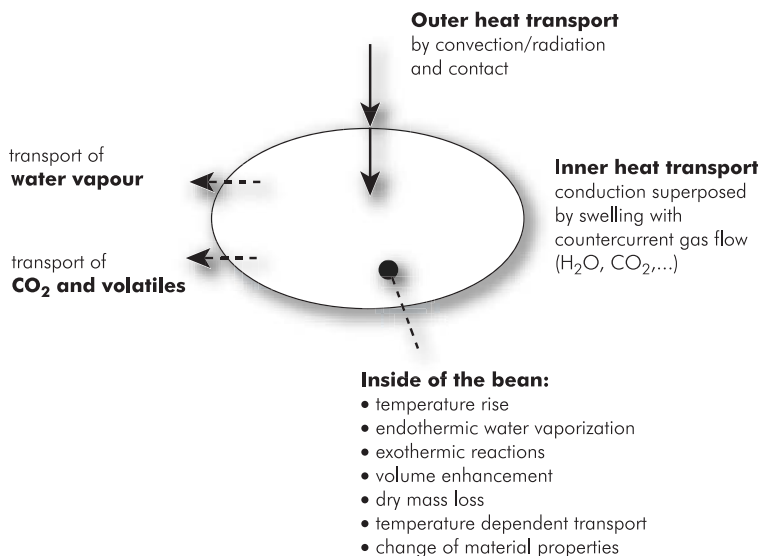 Outer heat transport
by convection/radiation
and contact
transport of
water vapour
Inner heat transport
conduction superposed
by swelling with
countercurrent gas flow
(H₂O, CO₂,...)
transport of
CO₂ and volatiles
Inside of the bean:
• temperature rise
• endothermic water vaporization
• exothermic reactions
• volume enhancement
• dry mass loss
• temperature dependent transport
• change of material properties